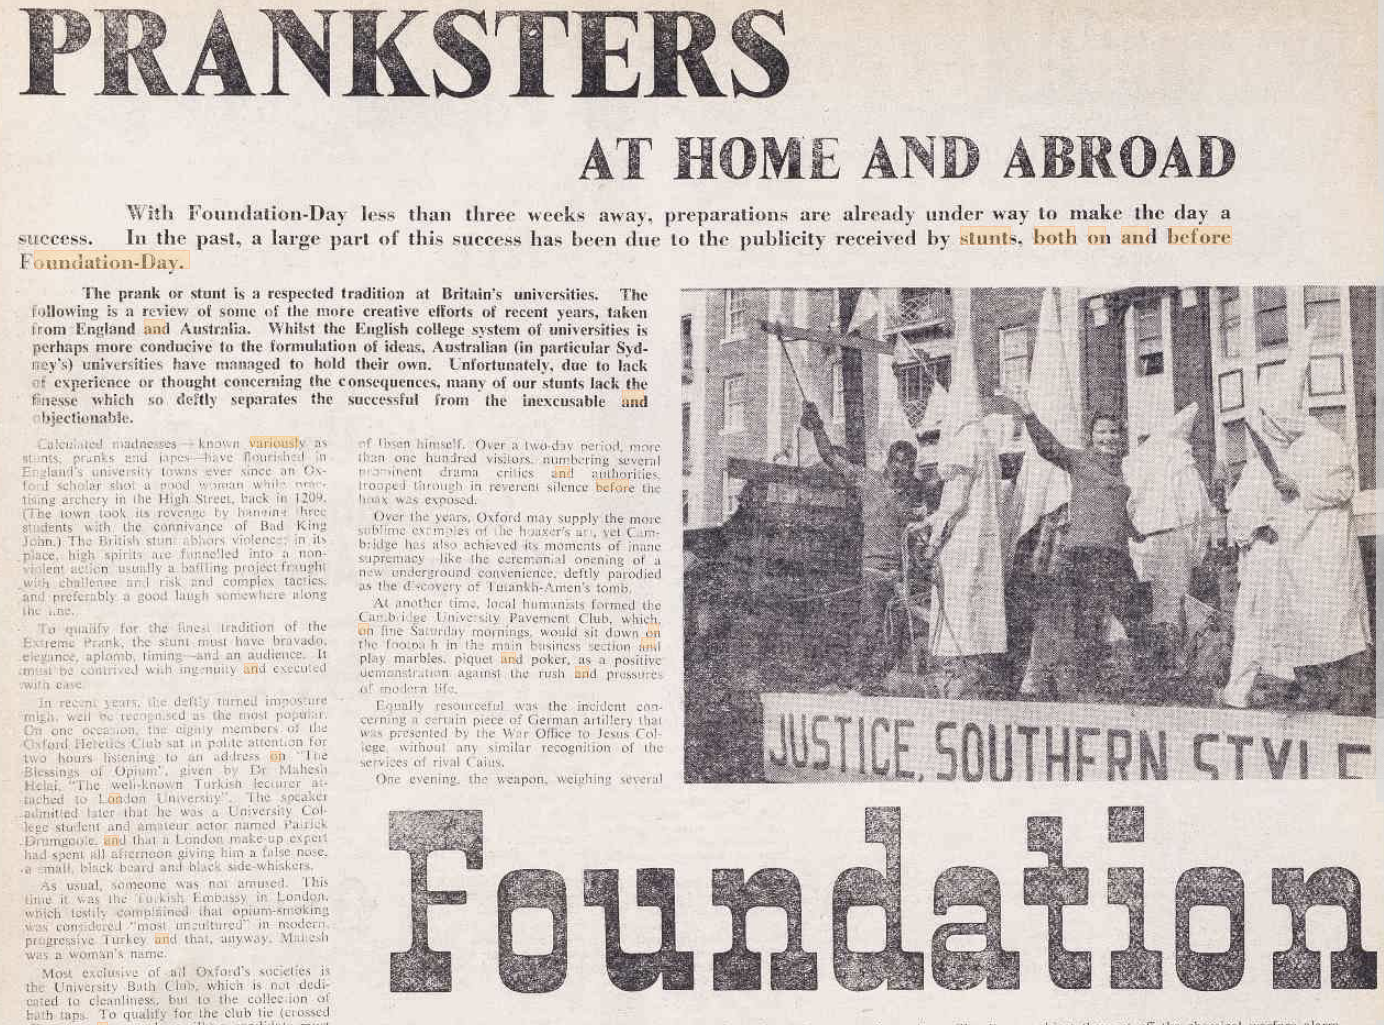 PRANKSTERS
AT HOME AND ABROAD
With Foundation-Day less than three weeks away, preparations are already under way to make the day a
success. In the past, a large part of this success has been due to the publicity received by stunts, both on and before
Foundation-Day.
The prank or stunt is a respected tradition at Britain's universities. The
following is a review of some of the more creative efforts of recent years, taken
from England and Australia. Whilst the English college system of universities is
perhaps more conducive to the formulation of ideas, Australian (in particular Syd-
ney's) universities have managed to hold their own. Unfortunately, due to lack
of experience or thought concerning the consequences, many of our stunts lack the
finesse which so deftly separates the successful from the inexcusable and
objectionable.
Calculated madnesses—known variously as
stunts, pranks and japes—have flourished in
England's university towns ever since an Ox-
ford scholar shot a good woman while prac-
tising archery in the High Street, back in 1209.
(The town took its revenge by hanging three
students with the connivance of Bad King
John.) The British stunt abhors violence: in its
place, high spirits are funnelled into a non-
violent action usually a baffling project fraught
with challenge and risk and complex tactics,
and preferably a good laugh somewhere along
the line.
To qualify for the finest tradition of the
Extreme Prank, the stunt must have bravado,
elegance, aplomb, timing—and an audience. It
must be contrived with ingenuity and executed
with ease.
In recent years, the deftly turned imposture
might well be recognised as the most popular.
On one occasion, the eighty members of the
Oxford Heretics Club sat in polite attention for
two hours listening to an address on "The
Blessings of Opium", given by Dr Mahesh
Helai, "The well-known Turkish lecturer at-
tached to London University". The speaker
admitted later that he was a University Col-
lege student and amateur actor named Patrick
Drumgoole, and that a London make-up expert
had spent all afternoon giving him a false nose,
a small, black beard and black side-whiskers.
As usual, someone was not amused. This
time it was the Turkish Embassy in London,
which testily complained that opium-smoking
was considered "most uncultured" in modern,
progressive Turkey and that, anyway, Mahesh
was a woman's name.
Most exclusive of all Oxford's societies is
the University Bath Club, which is not dedi-
cated to cleanliness, but to the collection of
bath taps. To qualify for the club tie (crossed
of Ibsen himself. Over a two-day period, more
than one hundred visitors, numbering several
prominent drama critics and authorities,
trooped through in reverent silence before the
hoax was exposed.
Over the years, Oxford may supply the more
sublime examples of the hoaxer's art, yet Cam-
bridge has also achieved its moments of inane
supremacy—like the ceremonial opening of a
new underground convenience, deftly parodied
as the discovery of Tutankh-Amen's tomb.
At another time, local humanists formed the
Cambridge University Pavement Club, which,
on fine Saturday mornings, would sit down on
the footpath in the main business section and
play marbles, piquet and poker, as a positive
demonstration against the rush and pressures
of modern life.
Equally resourceful was the incident con-
cerning a certain piece of German artillery that
was presented by the War Office to Jesus Col-
lege, without any similar recognition of the
services of rival Caius.
One evening, the weapon, weighing several
JUSTICE, SOUTHERN STYLE
Foundation